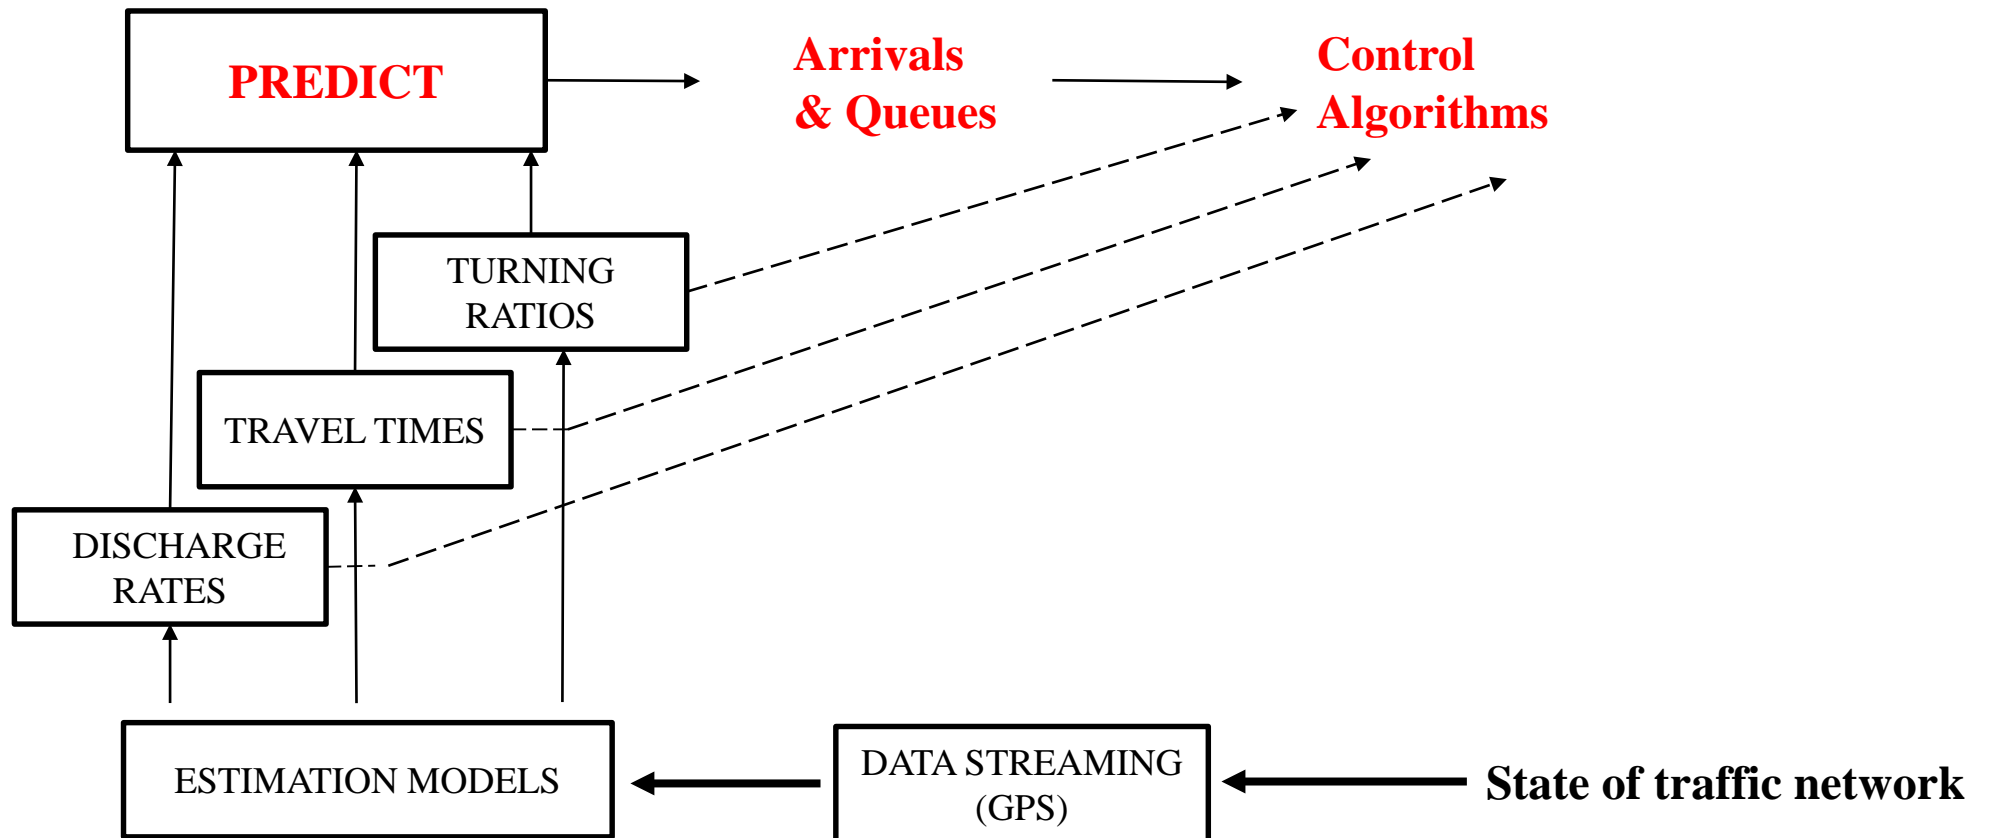 PREDICT
Arrivals
& Queues
Control
Algorithms
TURNING
RATIOS
TRAVEL TIMES
DISCHARGE
RATES
ESTIMATION MODELS
DATA STREAMING
(GPS)
State of traffic network